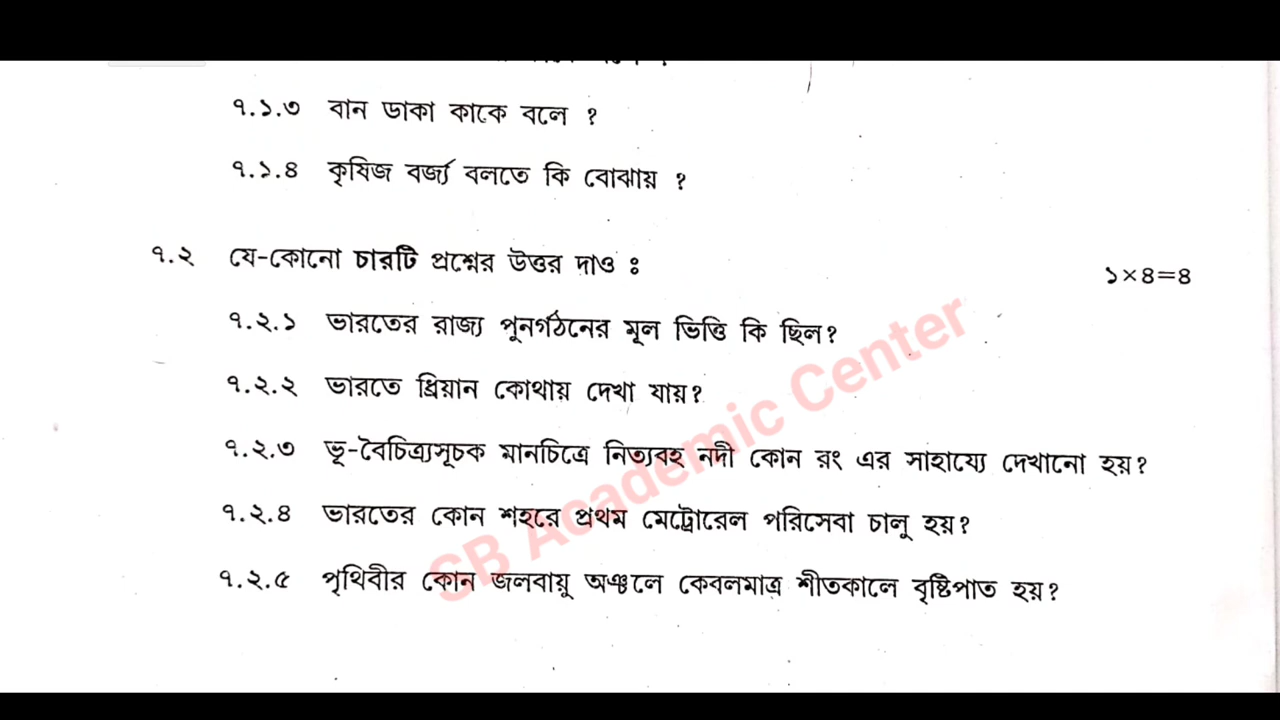 ৭.১.৩ বান ডাকা কাকে বলে ?
৭.১.৪ কৃষিজ বর্জ্য বলতে কি বোঝায় ?
৭.২ যে-কোনো চারটি প্রশ্নের উত্তর দাও ঃ ১×৪=৪
৭.২.১ ভারতের রাজ্য পুনর্গঠনের মূল ভিত্তি কি ছিল?
৭.২.২ ভারতে ধ্রিয়ান কোথায় দেখা যায়?
৭.২.৩ ভূ-বৈচিত্র্যসূচক মানচিত্রে নিত্যবহ নদী কোন রং এর সাহায্যে দেখানো হয়?
৭.২.৪ ভারতের কোন শহরে প্রথম মেট্রোরেল পরিসেবা চালু হয়?
৭.২.৫ পৃথিবীর কোন জলবায়ু অঞ্চলে কেবলমাত্র শীতকালে বৃষ্টিপাত হয়?
SB Academic Center